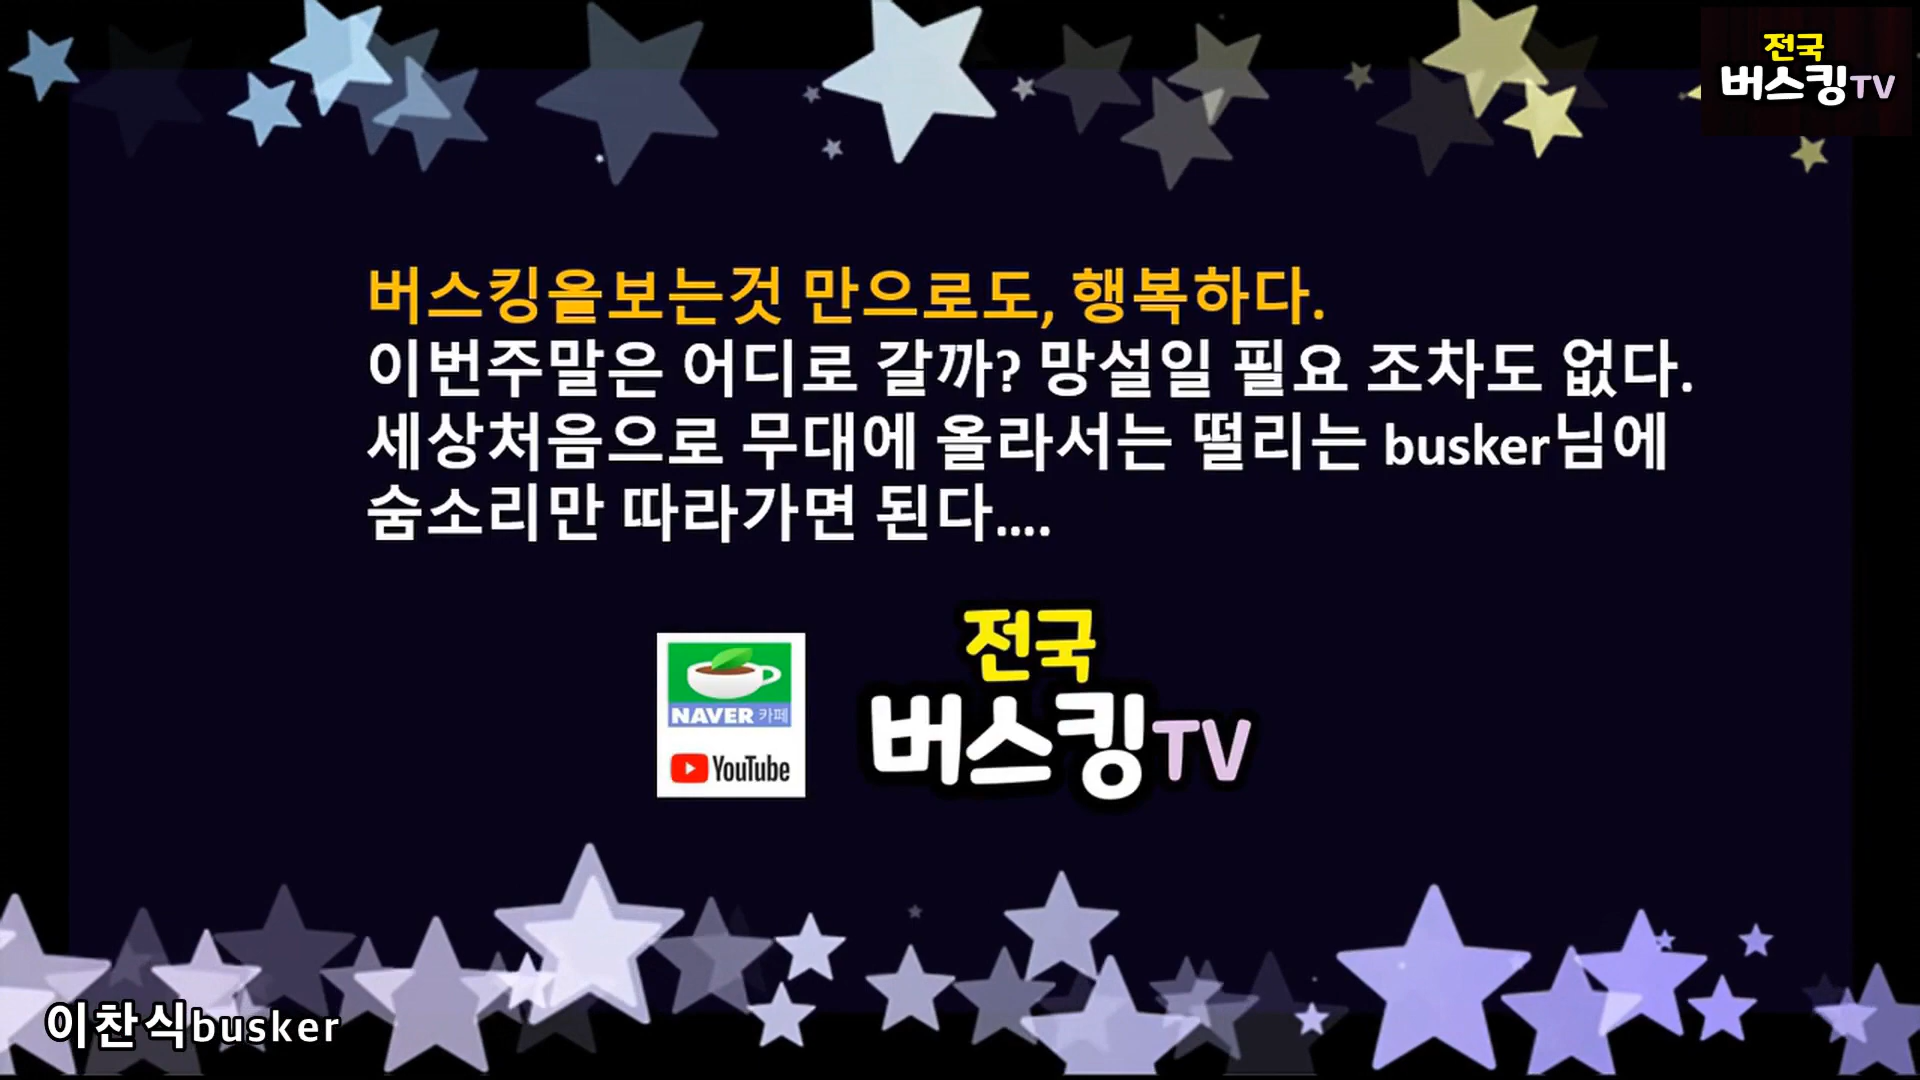 전국
버스킹TV
버스킹을보는것 만으로도, 행복하다.
이번주말은 어디로 갈까? 망설일 필요 조차도 없다.
세상처음으로 무대에 올라서는 떨리는 busker님에
숨소리만 따라가면 된다....
NAVER 카페
YouTube
전국
버스킹TV
이찬식busker